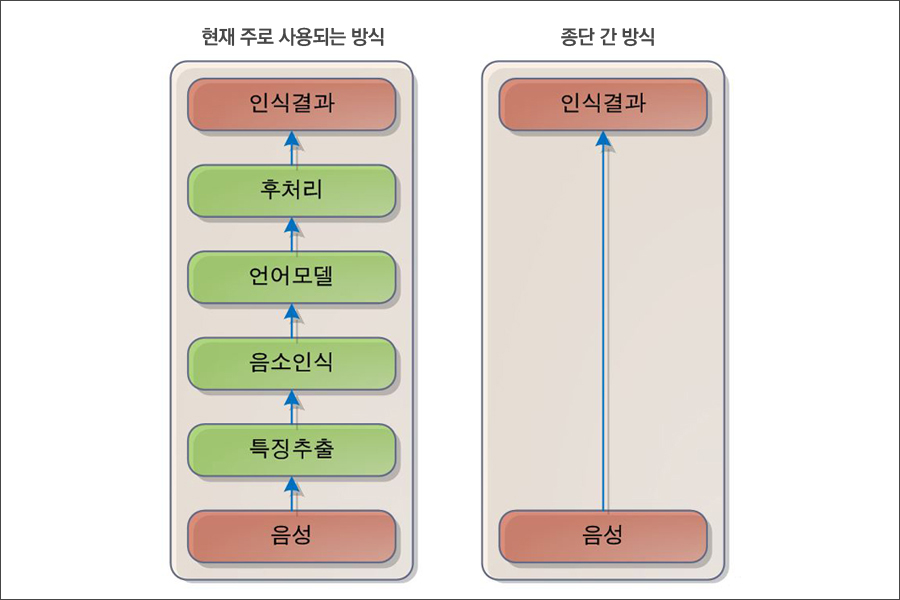 현재 주로 사용되는 방식
인식결과
후처리
언어모델
음소인식
특징추출
음성
종단 간 방식
인식결과
음성